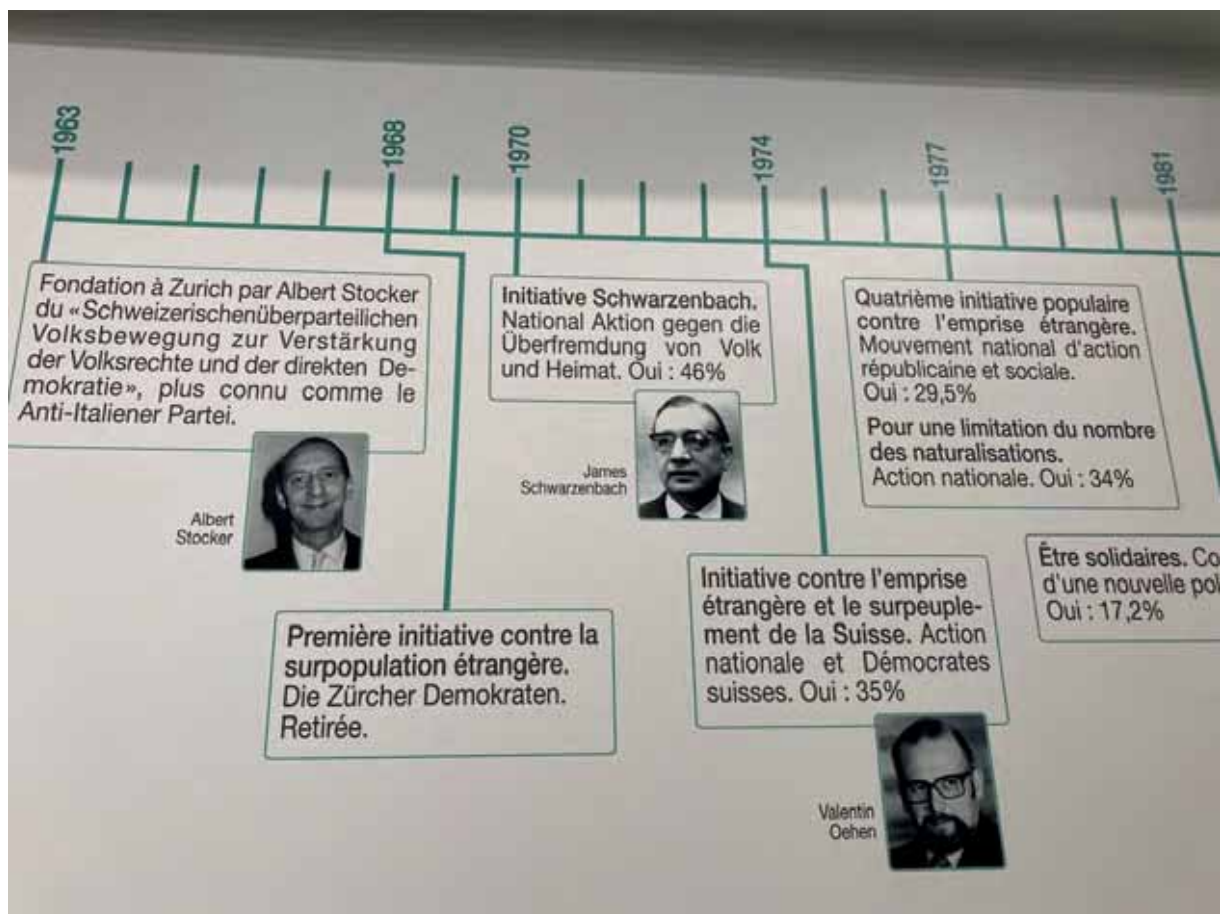 1963
1968
1970
1974
1977
1981
Fondation à Zurich par Albert Stocker
du «Schweizerischenüberparteilichen
Volksbewegung zur Verstärkung
der Volksrechte und der direkten De-
mokratie», plus connu comme le
Anti-Italiener Partei.
Albert
Stocker
Première initiative contre la
surpopulation étrangère.
Die Zürcher Demokraten.
Retirée.
Initiative Schwarzenbach.
National Aktion gegen die
Überfremdung von Volk
und Heimat. Oui : 46%
James
Schwarzenbach
Initiative contre l'emprise
étrangère et le surpeuple-
ment de la Suisse. Action
nationale et Démocrates
suisses. Oui : 35%
Valentin
Oehen
Quatrième initiative populaire
contre l'emprise étrangère.
Mouvement national d'action
républicaine et sociale.
Oui : 29,5%
Pour une limitation du nombre
des naturalisations.
Action nationale. Oui : 34%
Être solidaires. Co
d'une nouvelle pol
Oui : 17,2%